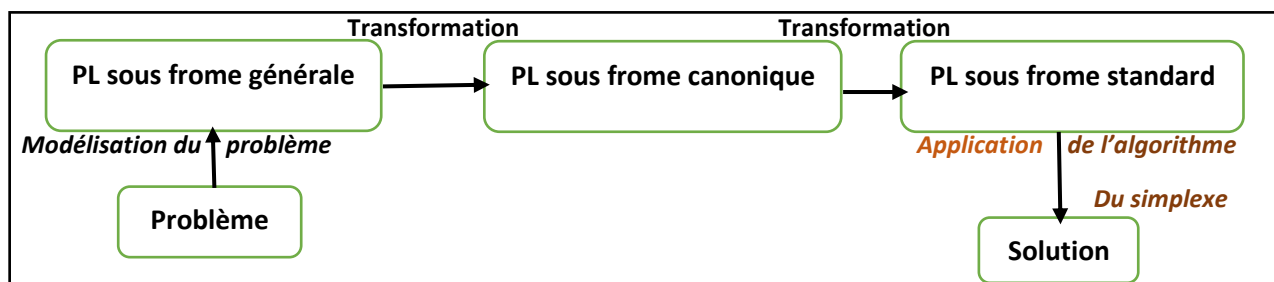 Transformation Transformation
PL sous frome générale PL sous frome canonique PL sous frome standard
Modélisation du problème Application de l’algorithme
Du simplexe
Problème
Solution